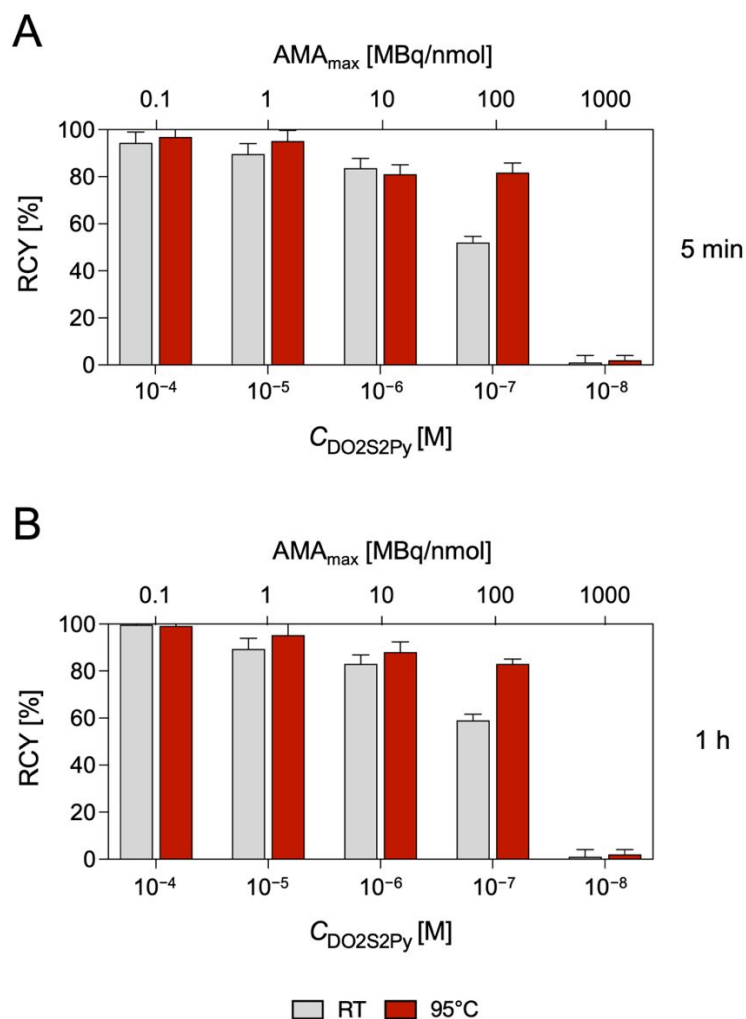 A
AMAmax [MBq/nmol]
0.1 1 10 100 1000
100
80
60
40
20
0
RCY [%]
5 min
10⁻⁴ 10⁻⁵ 10⁻⁶ 10⁻⁷ 10⁻⁸
CDO2S2Py [M]
B
AMAmax [MBq/nmol]
0.1 1 10 100 1000
100
80
60
40
20
0
RCY [%]
1 h
10⁻⁴ 10⁻⁵ 10⁻⁶ 10⁻⁷ 10⁻⁸
CDO2S2Py [M]
RT 95°C